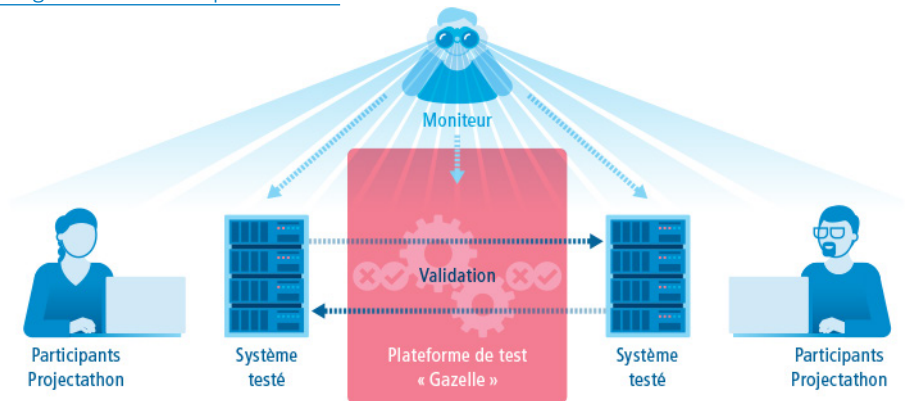 Moniteur
Validation
Participants
Projectathon
Système
testé
Plateforme de test
« Gazelle »
Système
testé
Participants
Projectathon